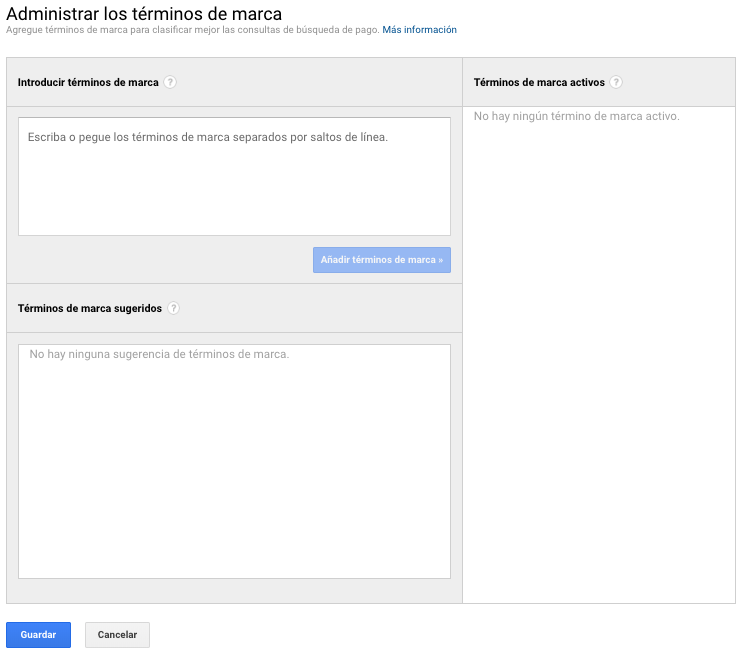 Administrar los términos de marca
Agregue términos de marca para clasificar mejor las consultas de búsqueda de pago. Más información
Introducir términos de marca ?
Escriba o pegue los términos de marca separados por saltos de línea.
Añadir términos de marca »
Términos de marca sugeridos ?
No hay ninguna sugerencia de términos de marca.
Términos de marca activos ?
No hay ningún término de marca activo.
Guardar
Cancelar